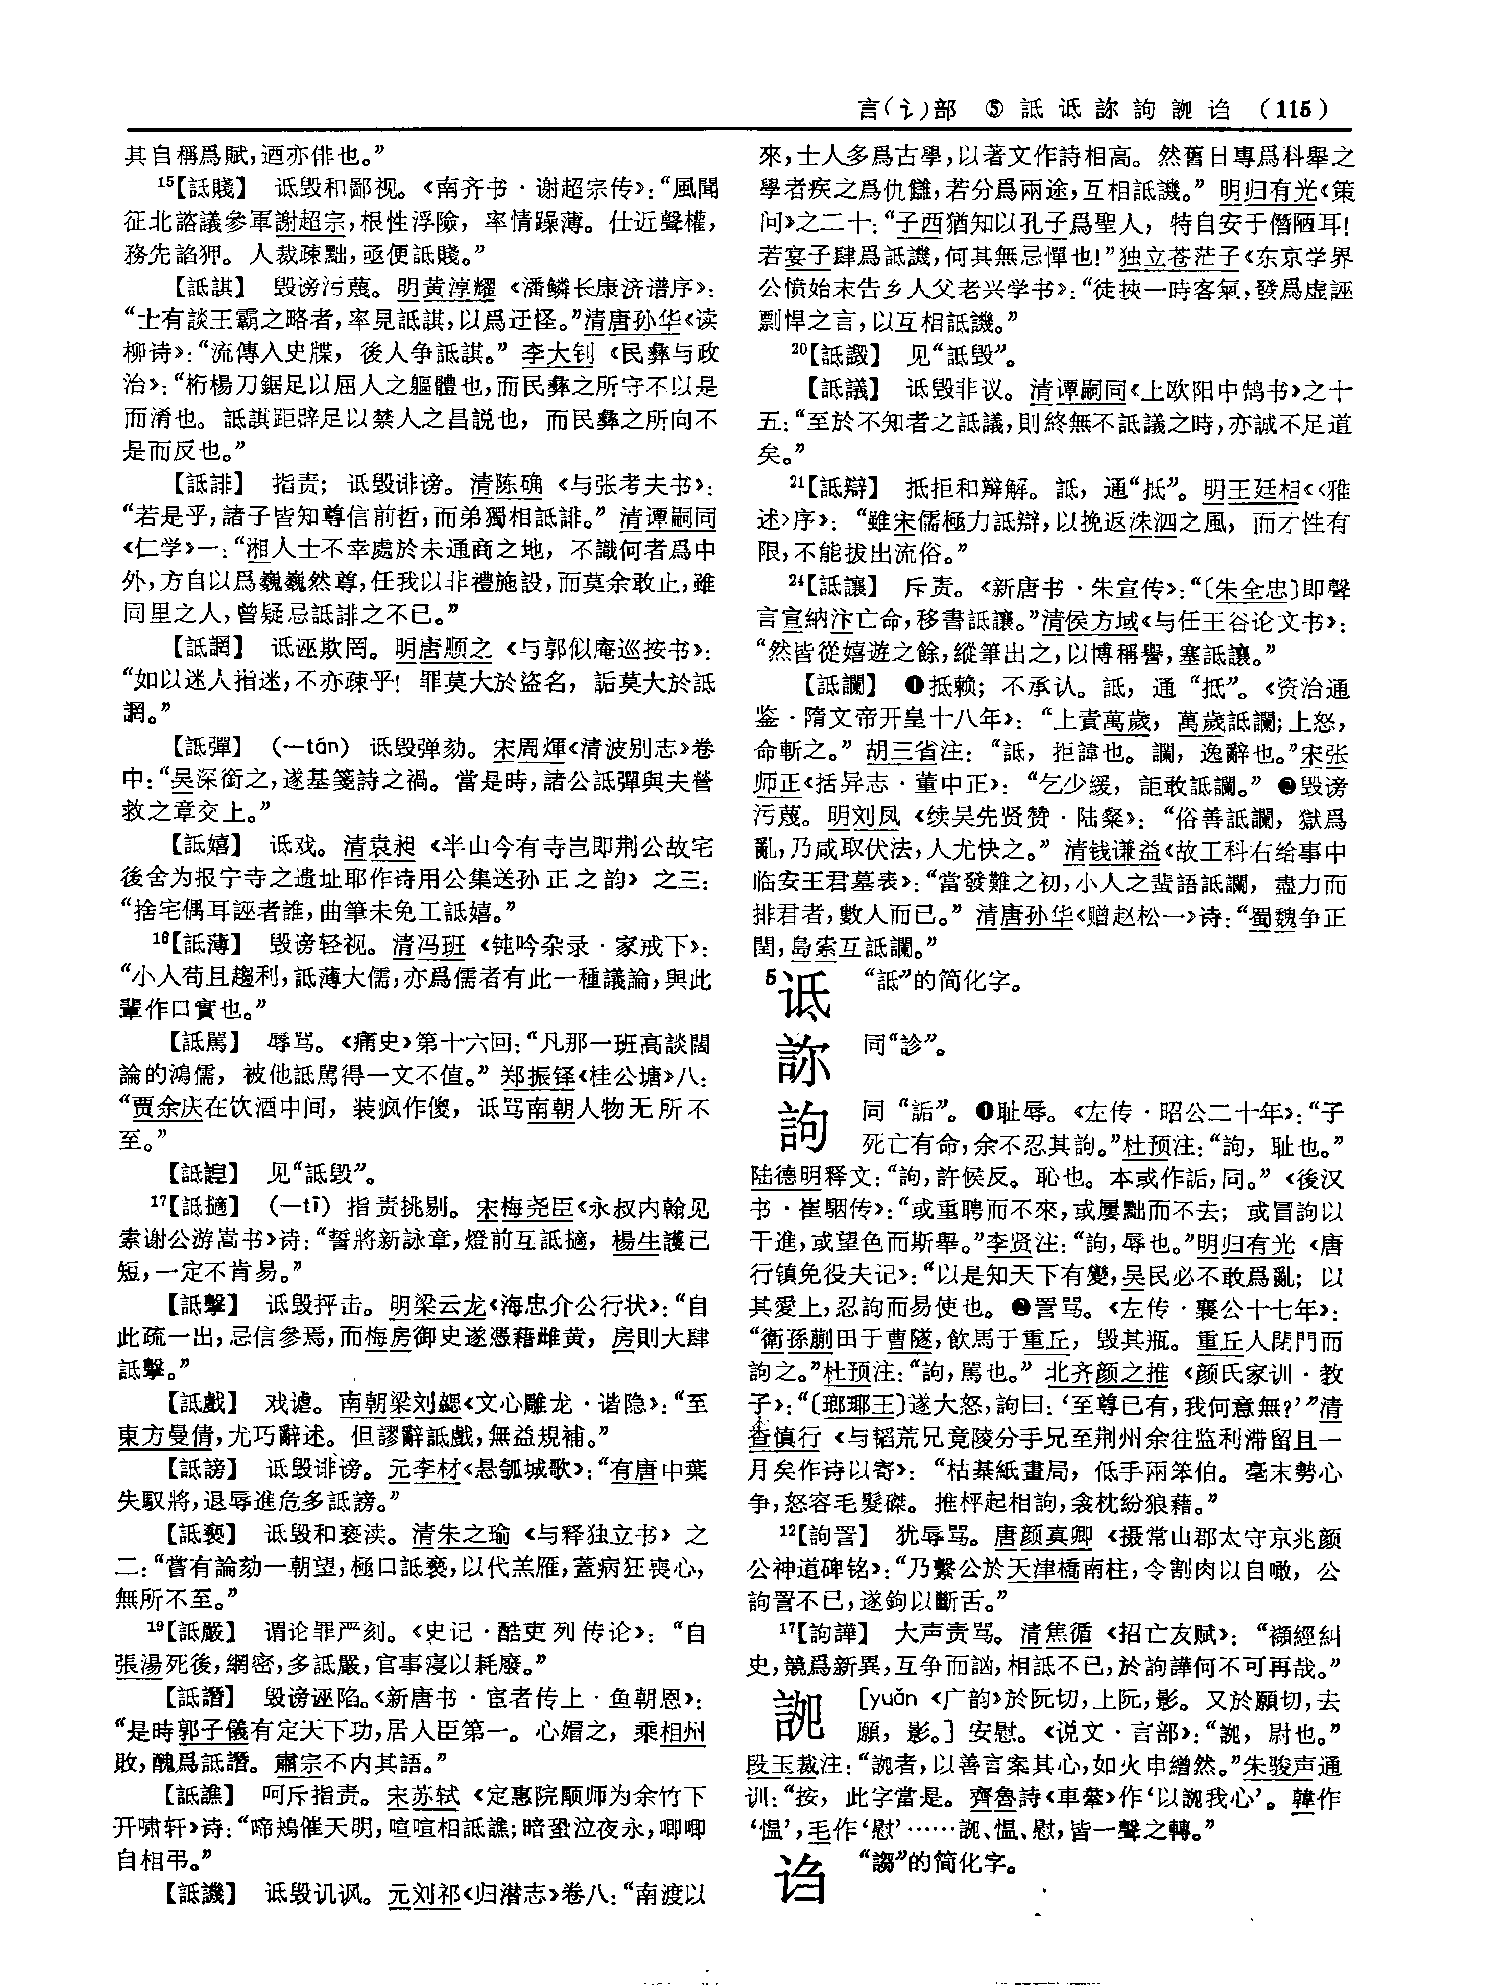 言(讠)部 ⑤ 詆 诋 訡 詢 䛄 诌 (115)
其自稱爲賦,迺亦俳也。”
15【詆賤】 诋毁和鄙视。《南齐书·谢超宗传》:“風聞
征北諮議參軍謝超宗,根性浮險,率情躁薄。仕近聲權,
務先諂狎。人裁疎黜,亟便詆賤。”
【詆諆】 毁谤污蔑。明黄淳耀《潘鳞长康济谱序》:
“士有談王霸之略者,率見詆諆,以爲迂怪。”清唐孙华《读
柳诗》:“流傳入史牒,後人争詆諆。”李大钊《民彝与政
治》:“桁楊刀鋸足以屈人之軀體也,而民彝之所守不以是
而淆也。詆諆距辟足以禁人之昌説也,而民彝之所向不
是而反也。”
【詆誹】 指责;诋毁诽谤。清陈确《与张考夫书》:
“若是乎,諸子皆知尊信前哲,而弟獨相詆誹。”清谭嗣同
《仁学》一:“湘人士不幸處於未通商之地,不識何者爲中
外,方自以爲巍巍然尊,任我以非禮施設,而莫余敢止,雖
同里之人,曾疑忌詆誹之不已。”
【詆誷】 诋诬欺罔。明唐顺之《与郭似庵巡按书》:
“如以迷人指迷,不亦疎乎!罪莫大於盜名,詬莫大於詆
誷。”
【詆彈】 (—tán) 诋毁弹劾。宋周煇《清波别志》卷
中:“吴深銜之,遂基箋詩之禍。當是時,諸公詆彈與夫營
救之章交上。”
【詆嬉】 诋戏。清袁昶《半山今有寺岂即荆公故宅
後舍为报宁寺之遗址耶作诗用公集送孙正之韵》之三:
“捨宅偶耳誣者誰,曲筆未免工詆嬉。”
16【詆薄】 毁谤轻视。清冯班《钝吟杂录·家戒下》:
“小人苟且趨利,詆薄大儒,亦爲儒者有此一種議論,與此
輩作口實也。”
【詆駡】 辱骂。《痛史》第十六回:“凡那一班高談闊
論的鴻儒,被他詆駡得一文不值。”郑振铎《桂公塘》八:
“贾余庆在饮酒中间,装疯作傻,诋骂南朝人物无所不
至。”
【詆諻】 见“詆毁”。
17【詆擿】 (—tī) 指责挑剔。宋梅尧臣《永叔内翰见
索谢公游嵩书》诗:“誓將新詠章,燈前互詆擿,楊生護己
短,一定不肯易。”
【詆擊】 诋毁抨击。明梁云龙《海忠介公行状》:“自
此疏一出,忌信參焉,而梅房御史遂憑藉雌黄,房則大肆
詆擊。”
【詆戲】 戏谑。南朝梁刘勰《文心雕龙·谐隐》:“至
東方曼倩,尤巧辭述。但謬辭詆戲,無益規補。”
【詆謗】 诋毁诽谤。元李材《悬瓠城歌》:“有唐中葉
失馭將,退辱進危多詆謗。”
【詆褻】 诋毁和亵渎。清朱之瑜《与释独立书》之
二:“嘗有論劾一朝望,極口詆褻,以代羔雁,蓋病狂喪心,
無所不至。”
19【詆嚴】 谓论罪严刻。《史记·酷吏列传论》:“自
張湯死後,網密,多詆嚴,官事寖以耗廢。”
【詆譖】 毁谤诬陷。《新唐书·宦者传上·鱼朝恩》:
“是時郭子儀有定天下功,居人臣第一。心媢之,乘相州
敗,醜爲詆譖。肅宗不内其語。”
【詆譙】 呵斥指责。宋苏轼《定惠院颙师为余竹下
开啸轩》诗:“啼鴂催天明,喧喧相詆譙;暗蛩泣夜永,唧唧
自相弔。”
【詆譏】 诋毁讥讽。元刘祁《归潜志》卷八:“南渡以
來,士人多爲古學,以著文作詩相高。然舊日專爲科舉之
學者疾之爲仇讎,若分爲兩途,互相詆譏。”明归有光《策
问》之二十:“子西猶知以孔子爲聖人,特自安于僭陋耳!
若宴子肆爲詆譏,何其無忌憚也!”独立苍茫子《东京学界
公愤始末告乡人父老兴学书》:“徒挾一時客氣,發爲虚誣
剽悍之言,以互相詆譏。”
20【詆譭】 见“詆毁”。
【詆議】 诋毁非议。清谭嗣同《上欧阳中鹄书》之十
五:“至於不知者之詆議,則終無不詆議之時,亦誠不足道
矣。”
21【詆辯】 抵拒和辩解。詆,通“抵”。明王廷相《〈雅
述〉序》:“雖宋儒極力詆辯,以挽返洙泗之風,而才性有
限,不能拔出流俗。”
24【詆讓】 斥责。《新唐书·朱宣传》:“〔朱全忠〕即聲
言宣納汴亡命,移書詆讓。”清侯方域《与任王谷论文书》:
“然皆從嬉遊之餘,縱筆出之,以博稱譽,塞詆讓。”
【詆讕】 ❶抵赖;不承认。詆,通“抵”。《资治通
鉴·隋文帝开皇十八年》:“上責萬歲,萬歲詆讕;上怒,
命斬之。”胡三省注:“詆,拒諱也。讕,逸辭也。”宋张
师正《括异志·董中正》:“乞少緩,詎敢詆讕。”❷毁谤
污蔑。明刘凤《续吴先贤赞·陆粲》:“俗善詆讕,獄爲
亂,乃咸取伏法,人尤快之。”清钱谦益《故工科右给事中
临安王君墓表》:“當發難之初,小人之蜚語詆讕,盡力而
排君者,數人而已。”清唐孙华《赠赵松一》诗:“蜀魏争正
閏,島索互詆讕。”
5诋 “詆”的简化字。
訡 同“診”。
詢 同“詬”。❶耻辱。《左传·昭公二十年》:“子
死亡有命,余不忍其詢。”杜预注:“詢,耻也。”
陆德明释文:“詢,許候反。恥也。本或作詬,同。”《後汉
书·崔駰传》:“或重聘而不來,或屢黜而不去;或冒詢以
干進,或望色而斯舉。”李贤注:“詢,辱也。”明归有光《唐
行镇免役夫记》:“以是知天下有變,吴民必不敢爲亂;以
其愛上,忍詢而易使也。❷詈骂。《左传·襄公十七年》:
“衛孫蒯田于曹隧,飲馬于重丘,毁其瓶。重丘人閉門而
詢之。”杜预注:“詢,駡也。”北齐颜之推《颜氏家训·教
子》:“〔瑯琊王〕遂大怒,詢曰:‘至尊已有,我何意無?’”清
查慎行《与韬荒兄竟陵分手兄至荆州余往监利滞留且一
月矣作诗以寄》:“枯棊紙畫局,低手兩笨伯。毫末勞心
争,怒容毛髮磔。推枰起相詢,衾枕紛狼藉。”
12【詢詈】 犹辱骂。唐颜真卿《摄常山郡太守京兆颜
公神道碑铭》:“乃繫公於天津橋南柱,令割肉以自噉,公
詢詈不已,遂鉤以斷舌。”
17【詢譁】 大声责骂。清焦循《招亡友赋》:“纇經糾
史,競爲新異,互争而訩,相詆不已,於詢譁何不可再哉。”
䛄 [yuǎn《广韵》於阮切,上阮,影。又於願切,去
願,影。]安慰。《说文·言部》:“䛄,尉也。”
段玉裁注:“䛄者,以善言案其心,如火申繒然。”朱骏声通
训:“按,此字當是。齊魯詩《車舝》作‘以䛄我心’。韓作
‘愠’,毛作‘慰’……䛄、愠、慰,皆一聲之轉。”
诌 “謅”的简化字。